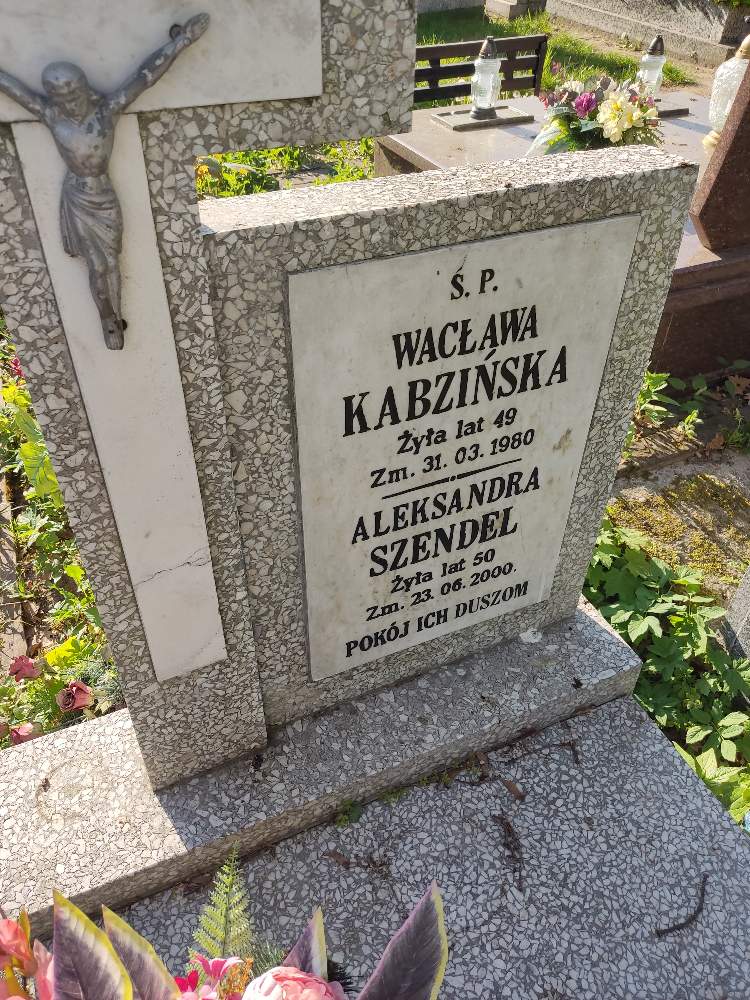 Ś. P.
WACŁAWA
KABZIŃSKA
Żyła lat 49
Zm. 31. 03. 1980
ALEKSANDRA
SZENDEL
Żyła lat 50
Zm. 23. 06. 2000.
POKÓJ ICH DUSZOM